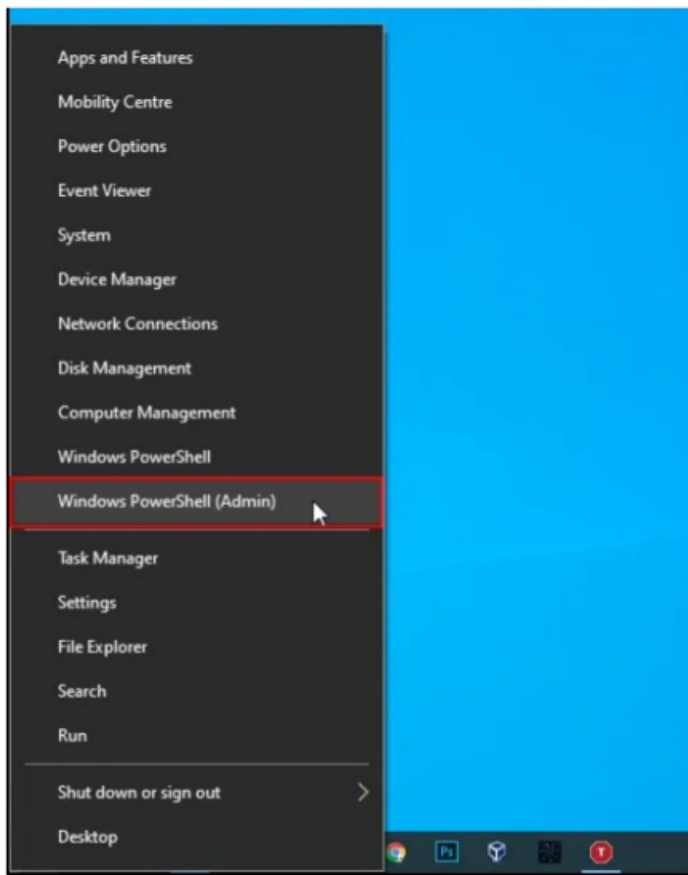 Apps and Features
Mobility Centre
Power Options
Event Viewer
System
Device Manager
Network Connections
Disk Management
Computer Management
Windows PowerShell
Windows PowerShell (Admin)
Task Manager
Settings
File Explorer
Search
Run
Shut down or sign out
Desktop
Ps
T